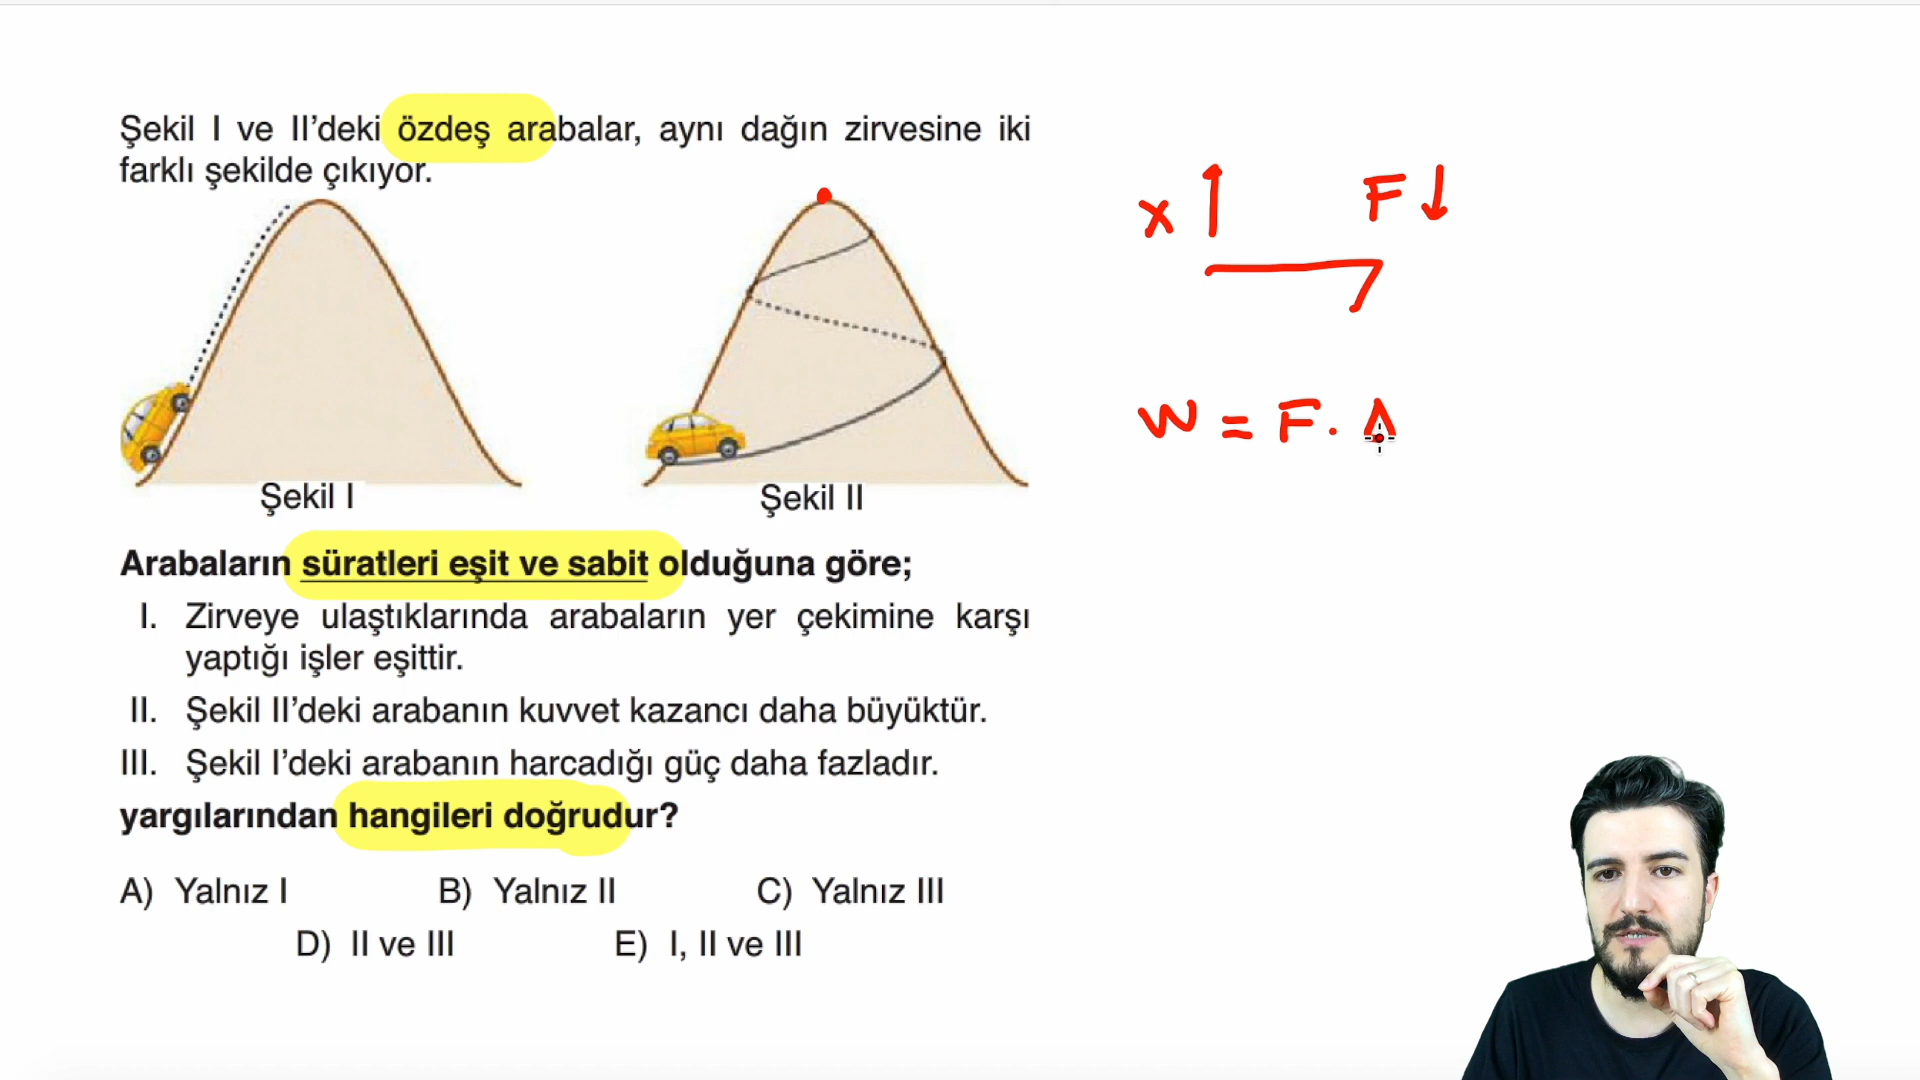 Şekil I ve II'deki özdeş arabalar, aynı dağın zirvesine iki
farklı şekilde çıkıyor.
Şekil I
Şekil II
Arabaların süratleri eşit ve sabit olduğuna göre;
I. Zirveye ulaştıklarında arabaların yer çekimine karşı
yaptığı işler eşittir.
II. Şekil II'deki arabanın kuvvet kazancı daha büyüktür.
III. Şekil I'deki arabanın harcadığı güç daha fazladır.
yargılarından hangileri doğrudur?
A) Yalnız I B) Yalnız II C) Yalnız III
D) II ve III E) I, II ve III
x ↑ F ↓
W = F . Δ